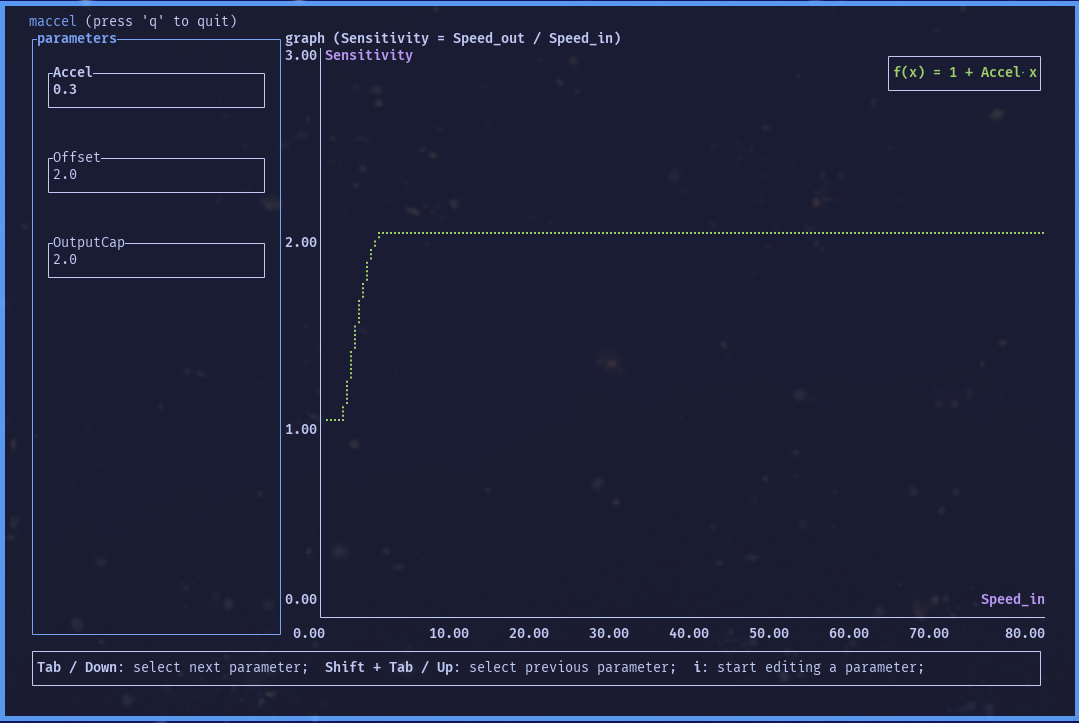 maccel (press 'q' to quit)
parameters
Accel
0.3
Offset
2.0
OutputCap
2.0
graph (Sensitivity = Speed_out / Speed_in)
3.00
Sensitivity
f(x) = 1 + Accel⋅x
2.00
1.00
0.00
Speed_in
0.00 10.00 20.00 30.00 40.00 50.00 60.00 70.00 80.00
Tab / Down: select next parameter; Shift + Tab / Up: select previous parameter; i: start editing a parameter;